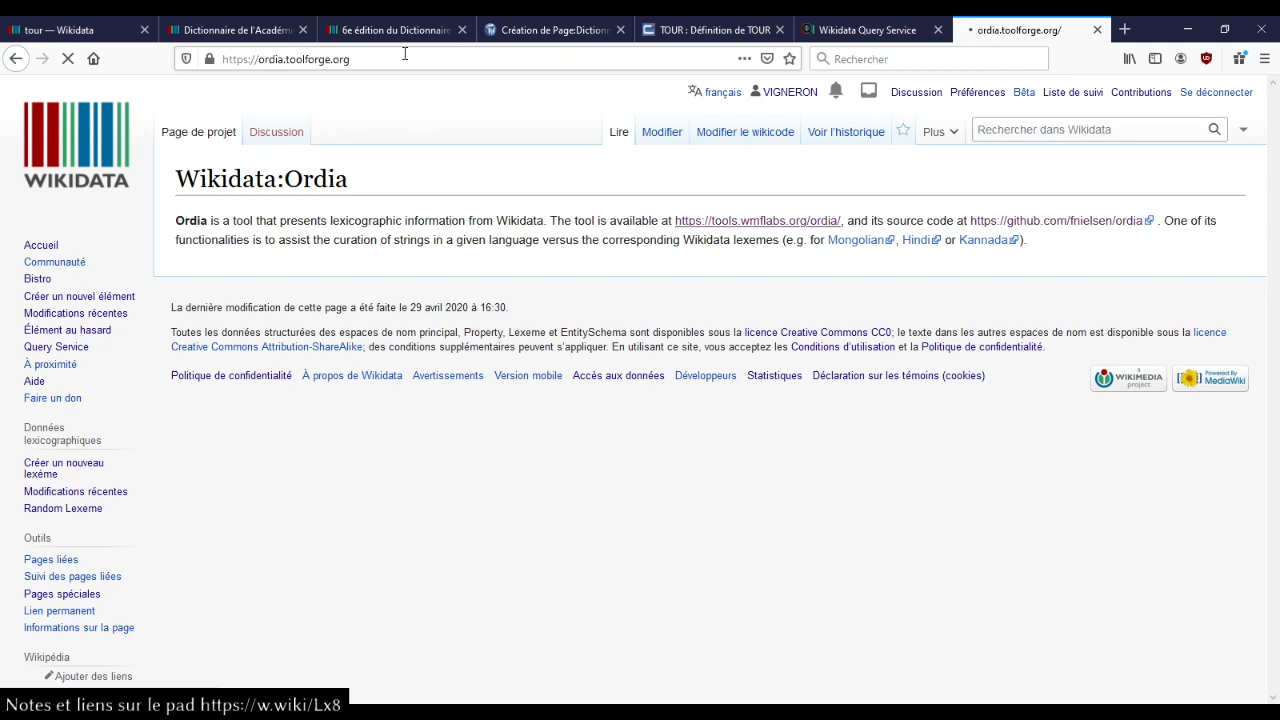 tour — Wikidata
Dictionnaire de l'Académi
6e édition du Dictionnaire
Création de Page:Dictionn
TOUR : Définition de TOUR
Wikidata Query Service
ordia.toolforge.org/
https://ordia.toolforge.org
Rechercher
français VIGNERON Discussion Préférences Bêta Liste de suivi Contributions Se déconnecter
Page de projet Discussion Lire Modifier Modifier le wikicode Voir l'historique Plus Rechercher dans Wikidata
WIKIDATA
Wikidata:Ordia
Ordia is a tool that presents lexicographic information from Wikidata. The tool is available at https://tools.wmflabs.org/ordia/, and its source code at https://github.com/fnielsen/ordia . One of its
functionalities is to assist the curation of strings in a given language versus the corresponding Wikidata lexemes (e.g. for Mongolian, Hindi or Kannada).
Accueil
Communauté
Bistro
Créer un nouvel élément
Modifications récentes
Élément au hasard
Query Service
À proximité
Aide
Faire un don
Données
lexicographiques
Créer un nouveau
lexème
Modifications récentes
Random Lexeme
Outils
Pages liées
Suivi des pages liées
Pages spéciales
Lien permanent
Informations sur la page
Wikipédia
Ajouter des liens
La dernière modification de cette page a été faite le 29 avril 2020 à 16:30.
Toutes les données structurées des espaces de nom principal, Property, Lexeme et EntitySchema sont disponibles sous la licence Creative Commons CC0; le texte dans les autres espaces de nom est disponible sous la licence
Creative Commons Attribution-ShareAlike; des conditions supplémentaires peuvent s'appliquer. En utilisant ce site, vous acceptez les Conditions d'utilisation et la Politique de confidentialité.
Politique de confidentialité À propos de Wikidata Avertissements Version mobile Accès aux données Développeurs Statistiques Déclaration sur les témoins (cookies)
A WIKIMEDIA project
Powered By MediaWiki
Notes et liens sur le pad https://w.wiki/Lx8